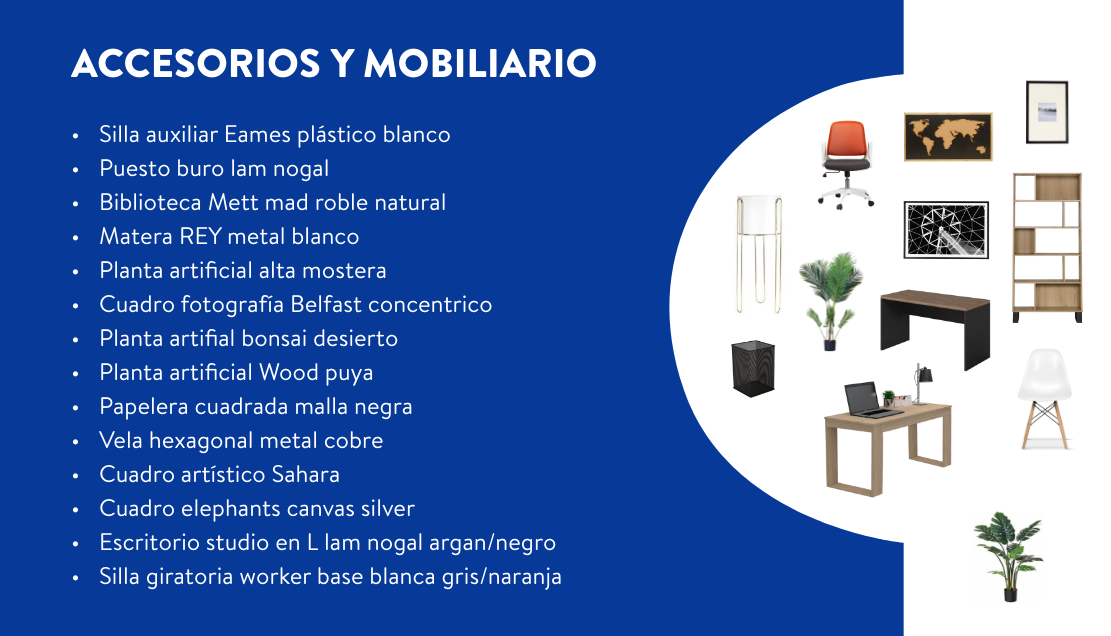 ACCESORIOS Y MOBILIARIO
• Silla auxiliar Eames plástico blanco
• Puesto buro lam nogal
• Biblioteca Mett mad roble natural
• Matera REY metal blanco
• Planta artificial alta mostera
• Cuadro fotografía Belfast concentrico
• Planta artifial bonsai desierto
• Planta artificial Wood puya
• Papelera cuadrada malla negra
• Vela hexagonal metal cobre
• Cuadro artístico Sahara
• Cuadro elephants canvas silver
• Escritorio studio en L lam nogal argan/negro
• Silla giratoria worker base blanca gris/naranja